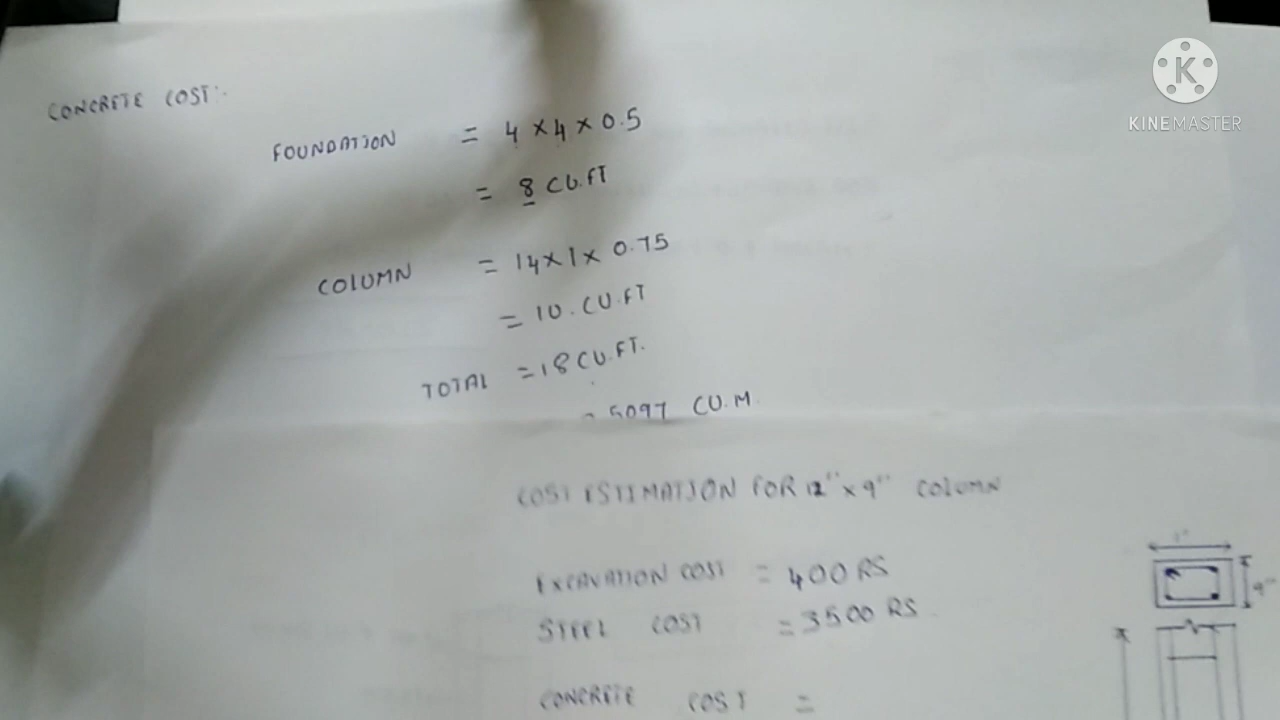 CONCRETE COST:-
FOUNDATION = 4 × 4 × 0.5
= 8 CU.FT
COLUMN = 14 × 1 × 0.75
= 10. CU.FT
TOTAL = 18 CU.FT.
5097 CU.M
COST ESTIMATION FOR 12" × 9" COLUMN
EXCAVATION COST = 400 RS
STEEL COST = 3500 RS
CONCRETE COST =
1'
9"
K
KINEMASTER